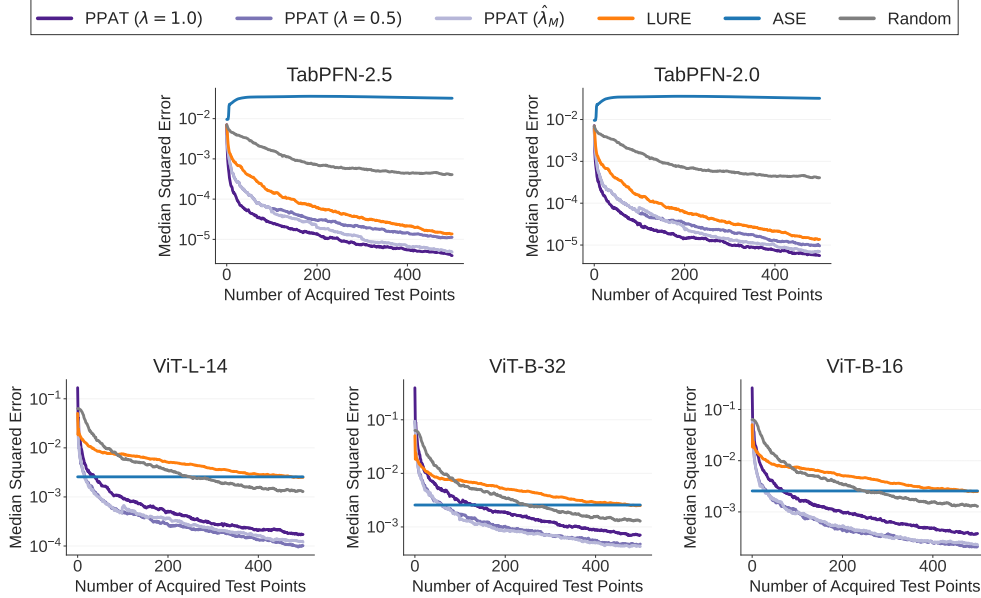 PPAT (λ = 1.0) PPAT (λ = 0.5) PPAT (λ̂_M) LURE ASE Random
TabPFN-2.5 TabPFN-2.0
Median Squared Error
10⁻²
10⁻³
10⁻⁴
10⁻⁵
0 200 400
Number of Acquired Test Points
Median Squared Error
10⁻²
10⁻³
10⁻⁴
10⁻⁵
0 200 400
Number of Acquired Test Points
ViT-L-14 ViT-B-32 ViT-B-16
Median Squared Error
10⁻¹
10⁻²
10⁻³
10⁻⁴
0 200 400
Number of Acquired Test Points
Median Squared Error
10⁻¹
10⁻²
10⁻³
0 200 400
Number of Acquired Test Points
Median Squared Error
10⁻¹
10⁻²
10⁻³
0 200 400
Number of Acquired Test Points